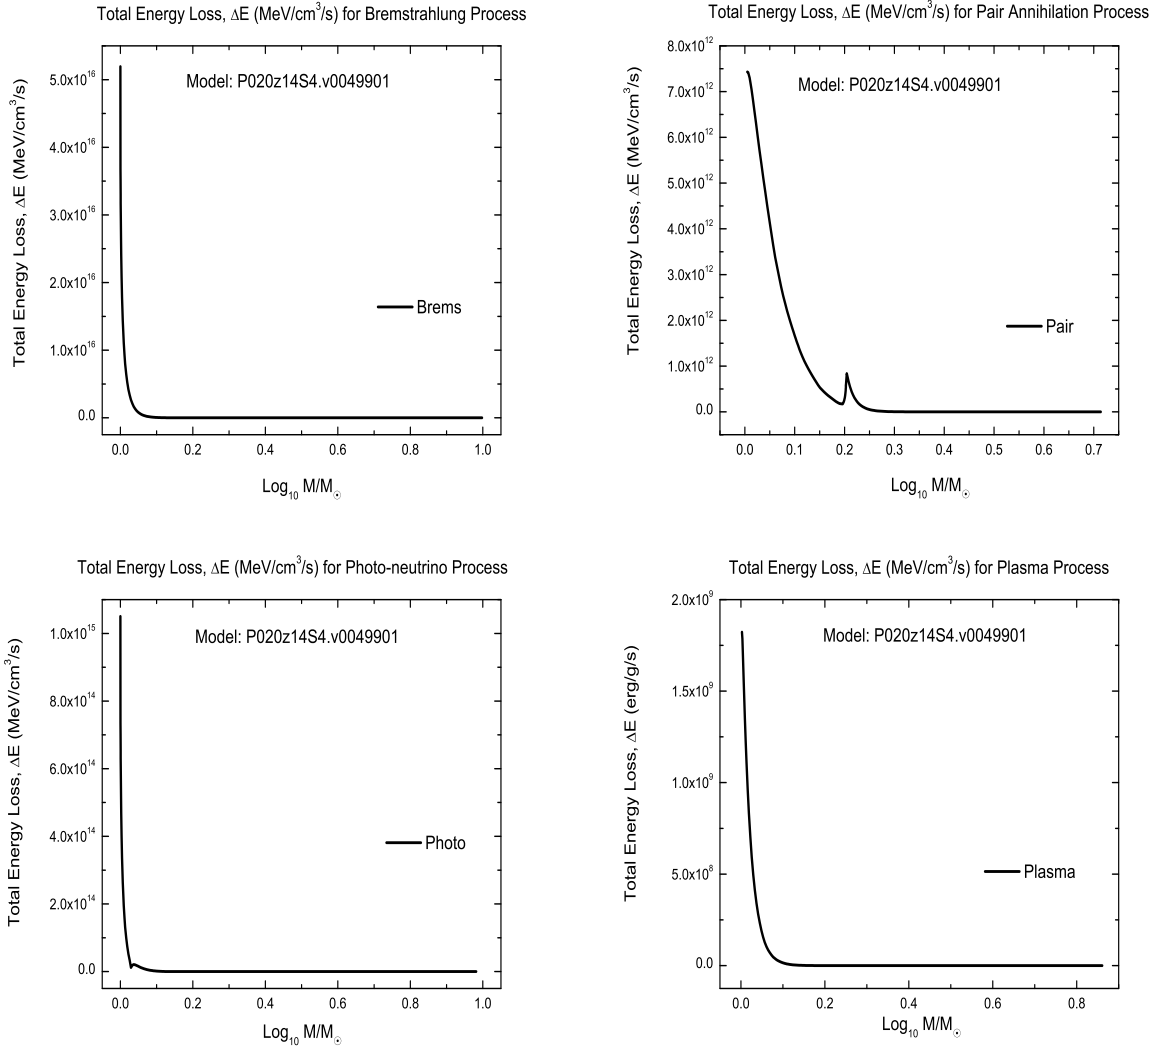 Total Energy Loss, ΔE (MeV/cm³/s) for Bremstrahlung Process
Total Energy Loss, ΔE (MeV/cm³/s)
Model: P020z14S4.v0049901
5.0x10¹⁶
4.0x10¹⁶
3.0x10¹⁶
2.0x10¹⁶
1.0x10¹⁶
0.0
Brems
0.0 0.2 0.4 0.6 0.8 1.0
Log₁₀ M/M☉
Total Energy Loss, ΔE (MeV/cm³/s) for Pair Annihilation Process
Total Energy Loss, ΔE (MeV/cm³/s)
Model: P020z14S4.v0049901
8.0x10¹²
7.0x10¹²
6.0x10¹²
5.0x10¹²
4.0x10¹²
3.0x10¹²
2.0x10¹²
1.0x10¹²
0.0
Pair
0.0 0.1 0.2 0.3 0.4 0.5 0.6 0.7
Log₁₀ M/M☉
Total Energy Loss, ΔE (MeV/cm³/s) for Photo-neutrino Process
Total Energy Loss, ΔE (MeV/cm³/s)
Model: P020z14S4.v0049901
1.0x10¹⁵
8.0x10¹⁴
6.0x10¹⁴
4.0x10¹⁴
2.0x10¹⁴
0.0
Photo
0.0 0.2 0.4 0.6 0.8 1.0
Log₁₀ M/M☉
Total Energy Loss, ΔE (MeV/cm³/s) for Plasma Process
Total Energy Loss, ΔE (erg/g/s)
Model: P020z14S4.v0049901
2.0x10⁹
1.5x10⁹
1.0x10⁹
5.0x10⁸
0.0
Plasma
0.0 0.2 0.4 0.6 0.8
Log₁₀ M/M☉